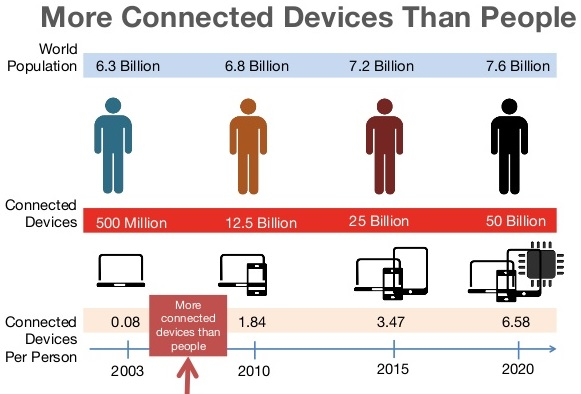 More Connected Devices Than People
World
Population
6.3 Billion 6.8 Billion 7.2 Billion 7.6 Billion
Connected
Devices
500 Million 12.5 Billion 25 Billion 50 Billion
More
connected
devices than
people
Connected
Devices
Per Person
0.08 1.84 3.47 6.58
2003 2010 2015 2020